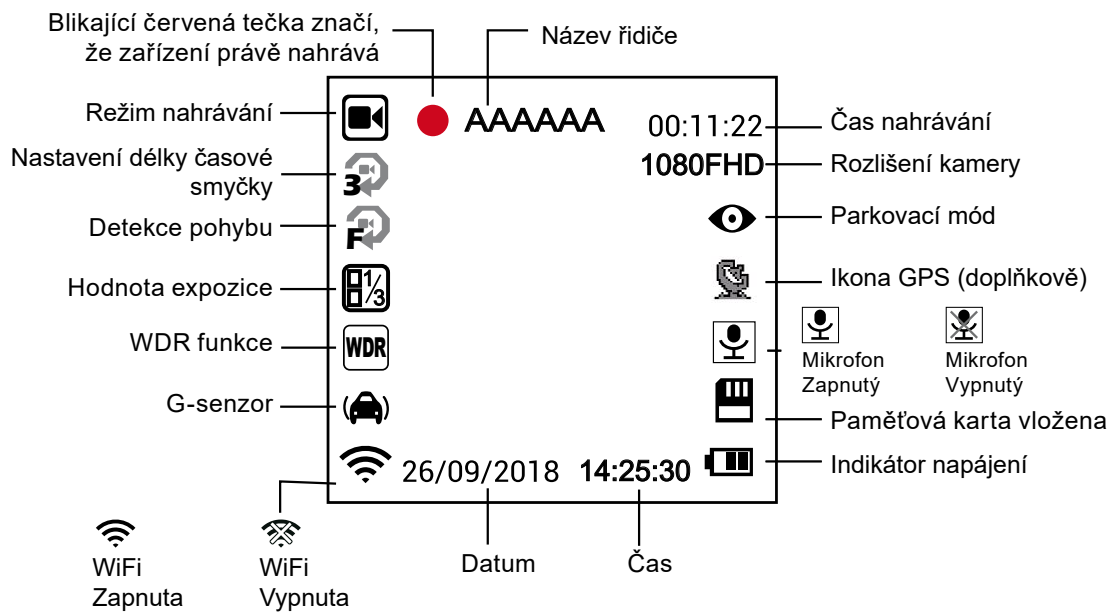 Blikající červená tečka značí,
že zařízení právě nahrává
Název řidiče
Režim nahrávání
AAAAAA
00:11:22
Čas nahrávání
Nastavení délky časové
smyčky
3
1080FHD
Rozlišení kamery
Detekce pohybu
F
Parkovací mód
Hodnota expozice
1/3
Ikona GPS (doplňkově)
WDR funkce
WDR
Mikrofon
Zapnutý
Mikrofon
Vypnutý
G-senzor
Paměťová karta vložena
26/09/2018
14:25:30
Indikátor napájení
WiFi
Zapnuta
WiFi
Vypnuta
Datum
Čas